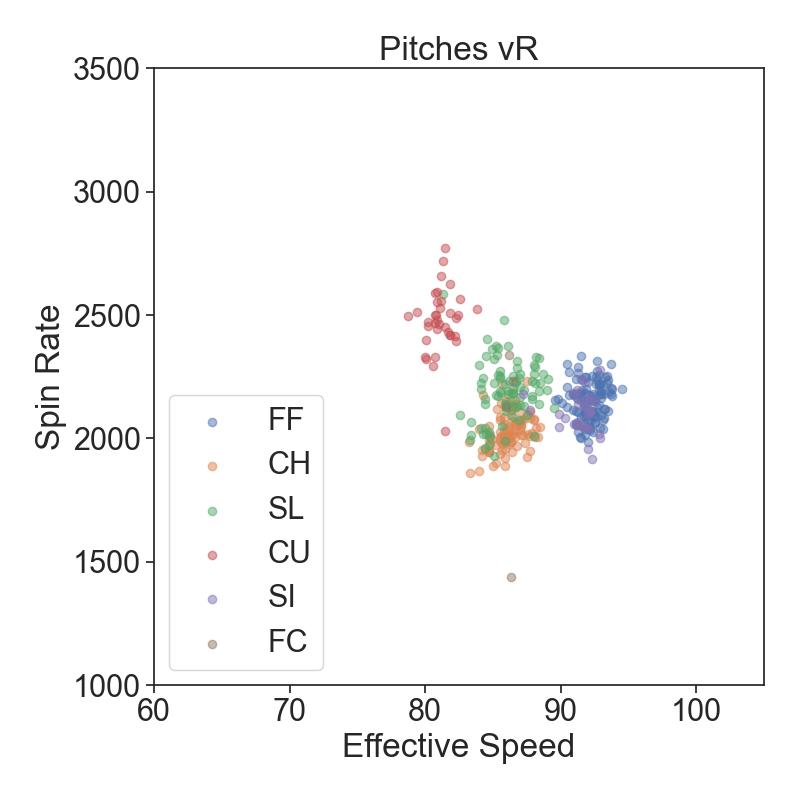 Pitches vR
3500
3000
2500
2000
1500
1000
Spin Rate
FF
CH
SL
CU
SI
FC
60 70 80 90 100
Effective Speed